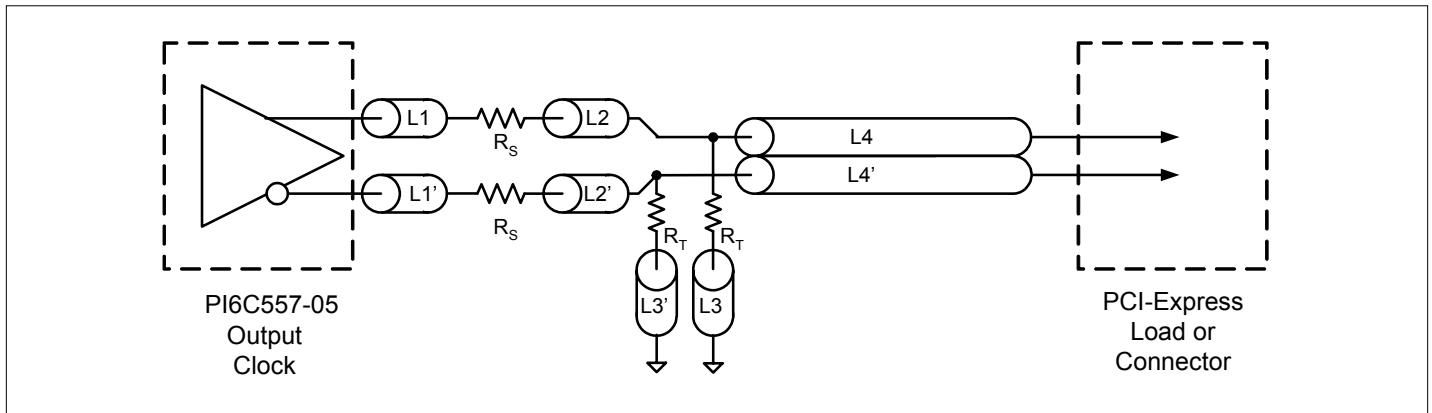 L1
R_S
L2
L4
L1'
R_S
L2'
L4'
R_T
R_T
L3'
L3
PI6C557-05
Output
Clock
PCI-Express
Load or
Connector